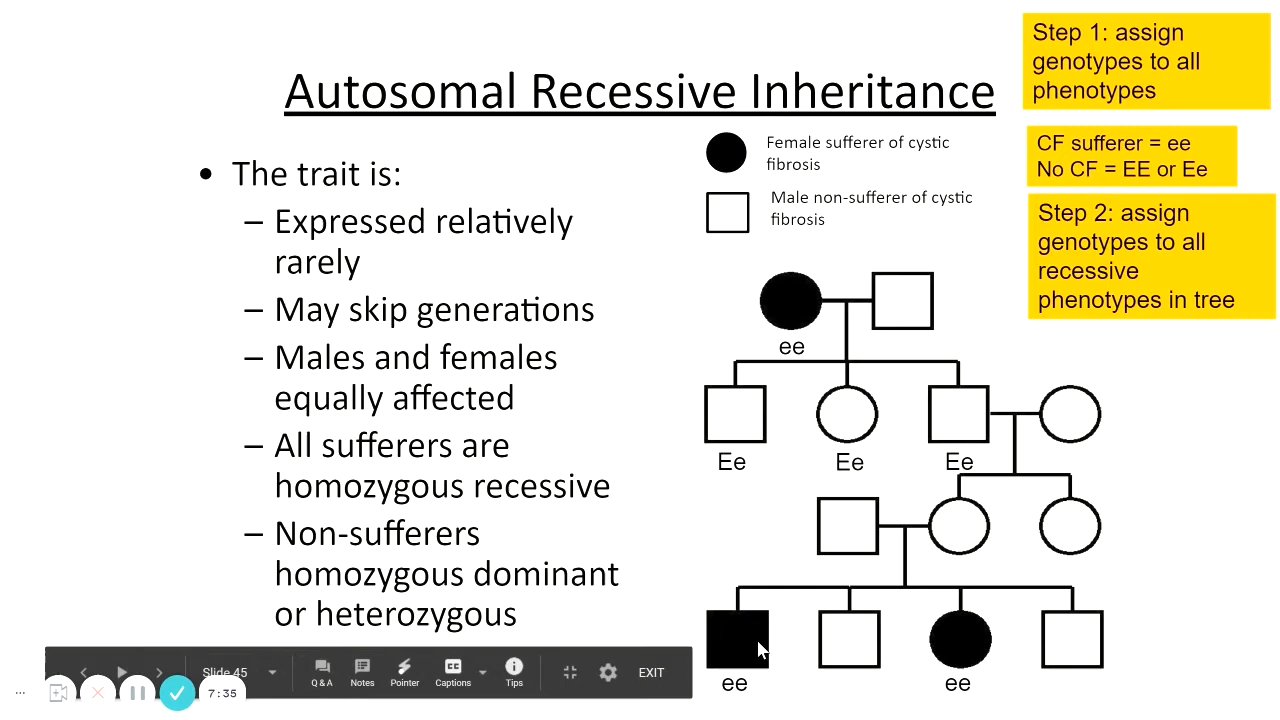 Autosomal Recessive Inheritance
• The trait is:
– Expressed relatively
rarely
– May skip generations
– Males and females
equally affected
– All sufferers are
homozygous recessive
– Non-sufferers
homozygous dominant
or heterozygous
Female sufferer of cystic
fibrosis
Male non-sufferer of cystic
fibrosis
Step 1: assign
genotypes to all
phenotypes
CF sufferer = ee
No CF = EE or Ee
Step 2: assign
genotypes to all
recessive
phenotypes in tree
ee
Ee Ee Ee
ee ee
Slide 45
Q & A Notes Pointer Captions Tips EXIT
7:35